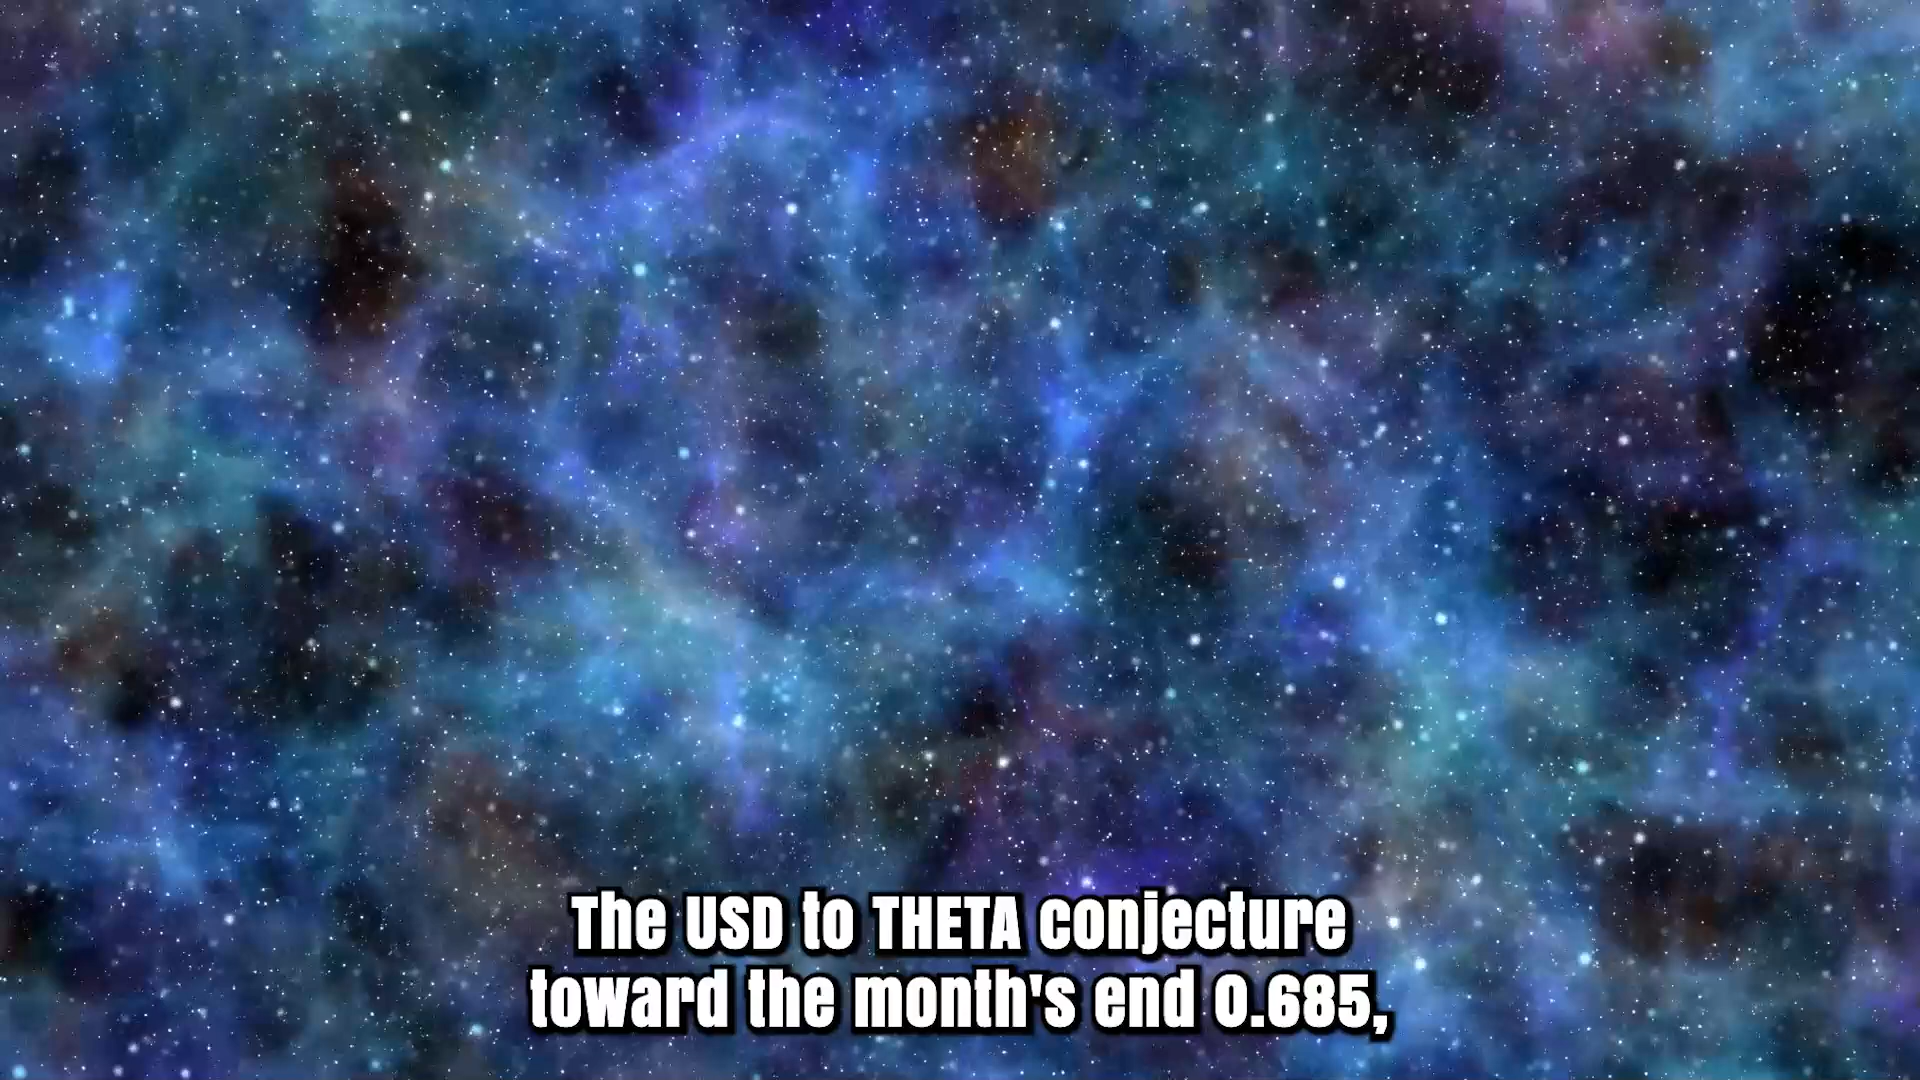 The USD to THETA conjecture
toward the month's end 0.685,